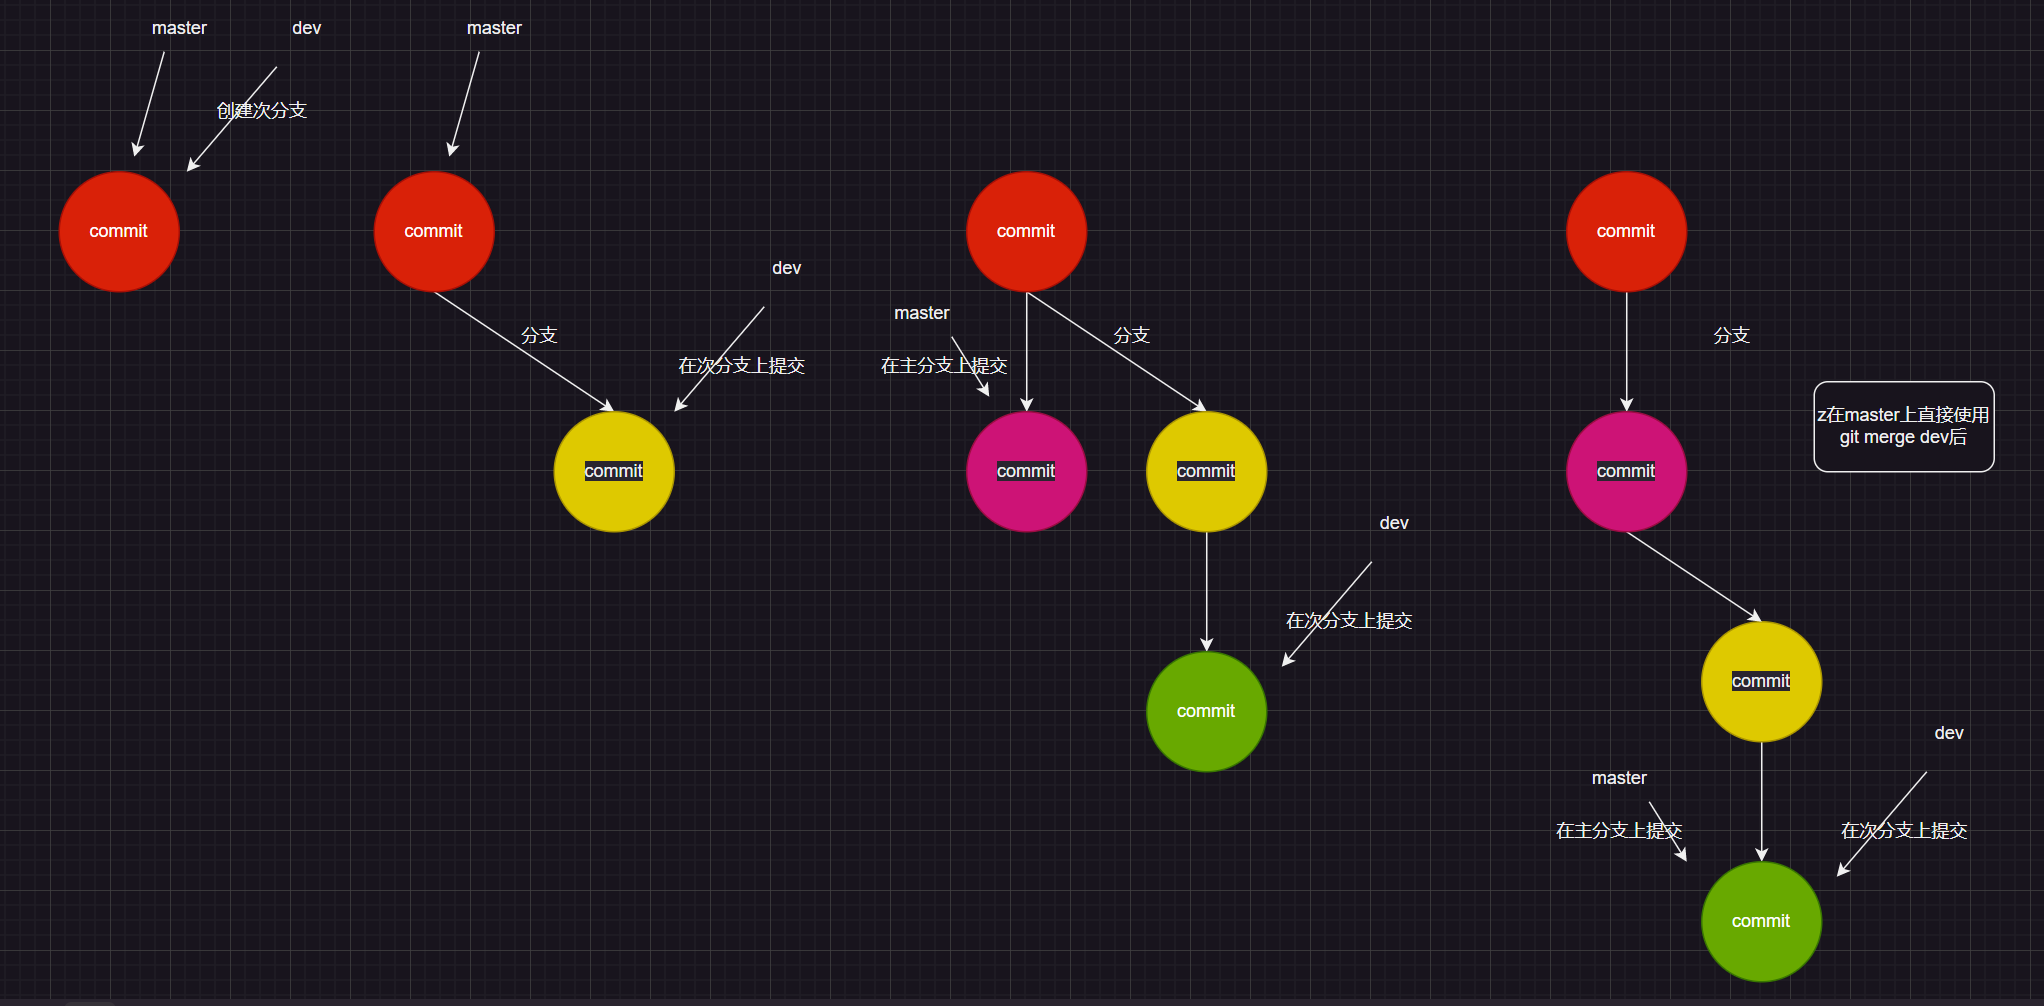 master
dev
创建次分支
commit
master
commit
分支
dev
在次分支上提交
commit
commit
master
在主分支上提交
分支
commit
commit
dev
在次分支上提交
commit
commit
分支
z在master上直接使用
git merge dev后
commit
commit
master
在主分支上提交
dev
在次分支上提交
commit